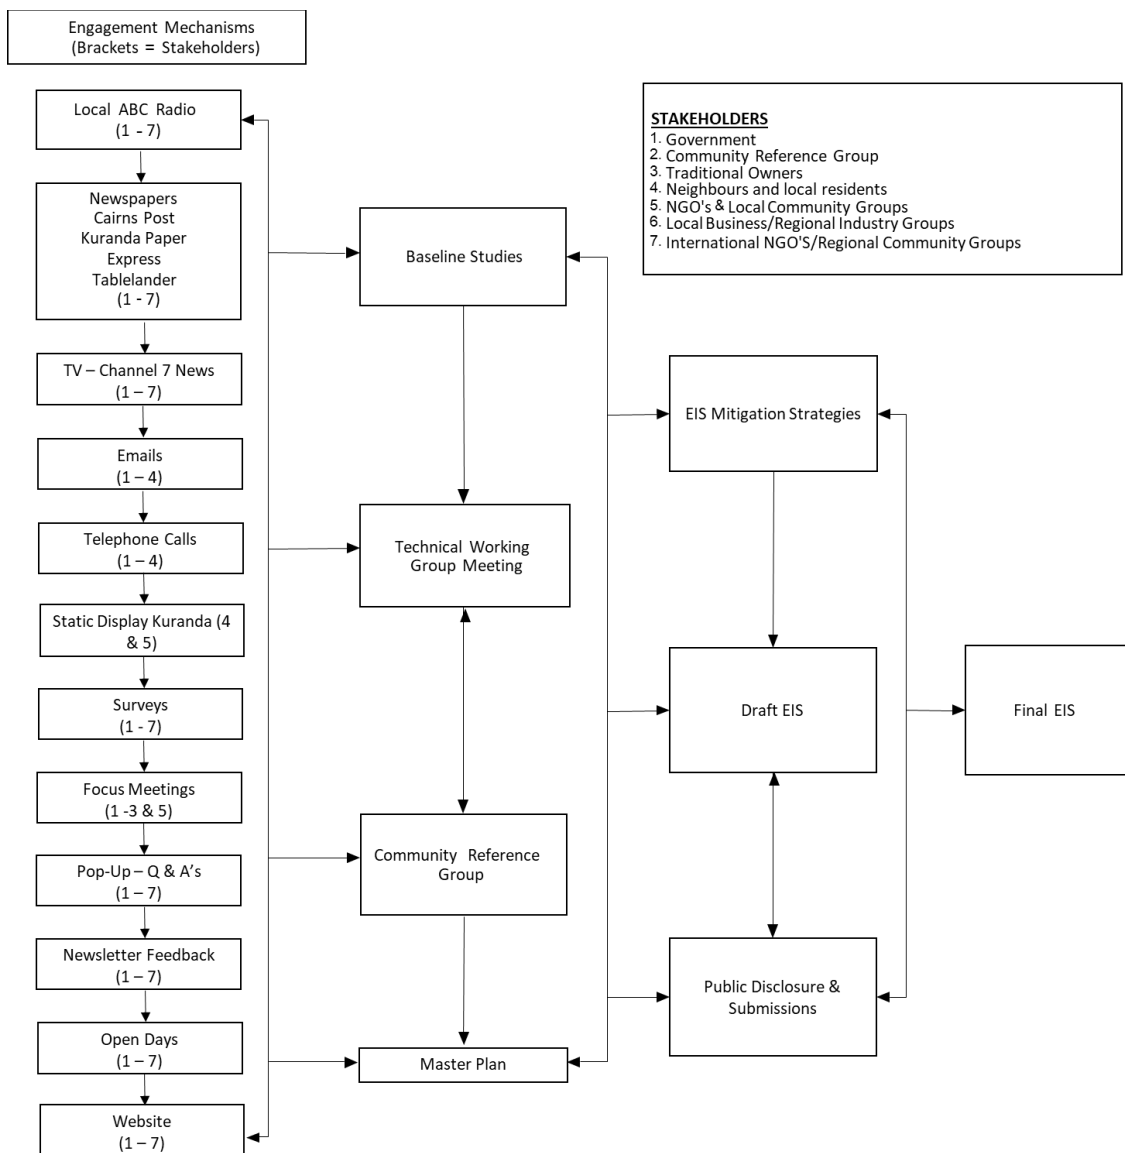 Engagement Mechanisms
(Brackets = Stakeholders)
Local ABC Radio
(1 - 7)
Newspapers
Cairns Post
Kuranda Paper
Express
Tablelander
(1 - 7)
TV – Channel 7 News
(1 – 7)
Emails
(1 – 4)
Telephone Calls
(1 – 4)
Static Display Kuranda (4
& 5)
Surveys
(1 - 7)
Focus Meetings
(1 -3 & 5)
Pop-Up – Q & A’s
(1 – 7)
Newsletter Feedback
(1 – 7)
Open Days
(1 – 7)
Website
(1 – 7)
Baseline Studies
Technical Working
Group Meeting
Community Reference
Group
Master Plan
STAKEHOLDERS
1. Government
2. Community Reference Group
3. Traditional Owners
4. Neighbours and local residents
5. NGO's & Local Community Groups
6. Local Business/Regional Industry Groups
7. International NGO'S/Regional Community Groups
EIS Mitigation Strategies
Draft EIS
Public Disclosure &
Submissions
Final EIS